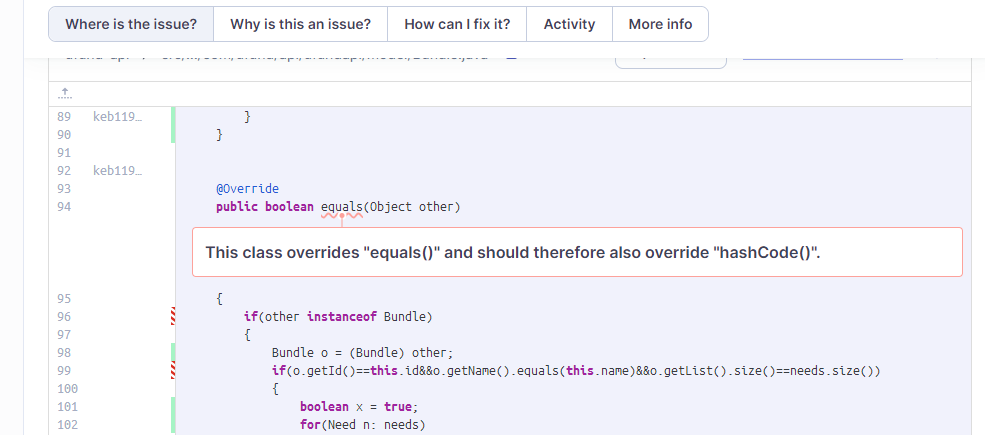 Where is the issue?
Why is this an issue?
How can I fix it?
Activity
More info
89 keb119… }
90 }
91
92 keb119…
93 @Override
94 public boolean equals(Object other)
This class overrides "equals()" and should therefore also override "hashCode()".
95 {
96 if(other instanceof Bundle)
97 {
98 Bundle o = (Bundle) other;
99 if(o.getId()==this.id&&o.getName().equals(this.name)&&o.getList().size()==needs.size())
100 {
101 boolean x = true;
102 for(Need n: needs)